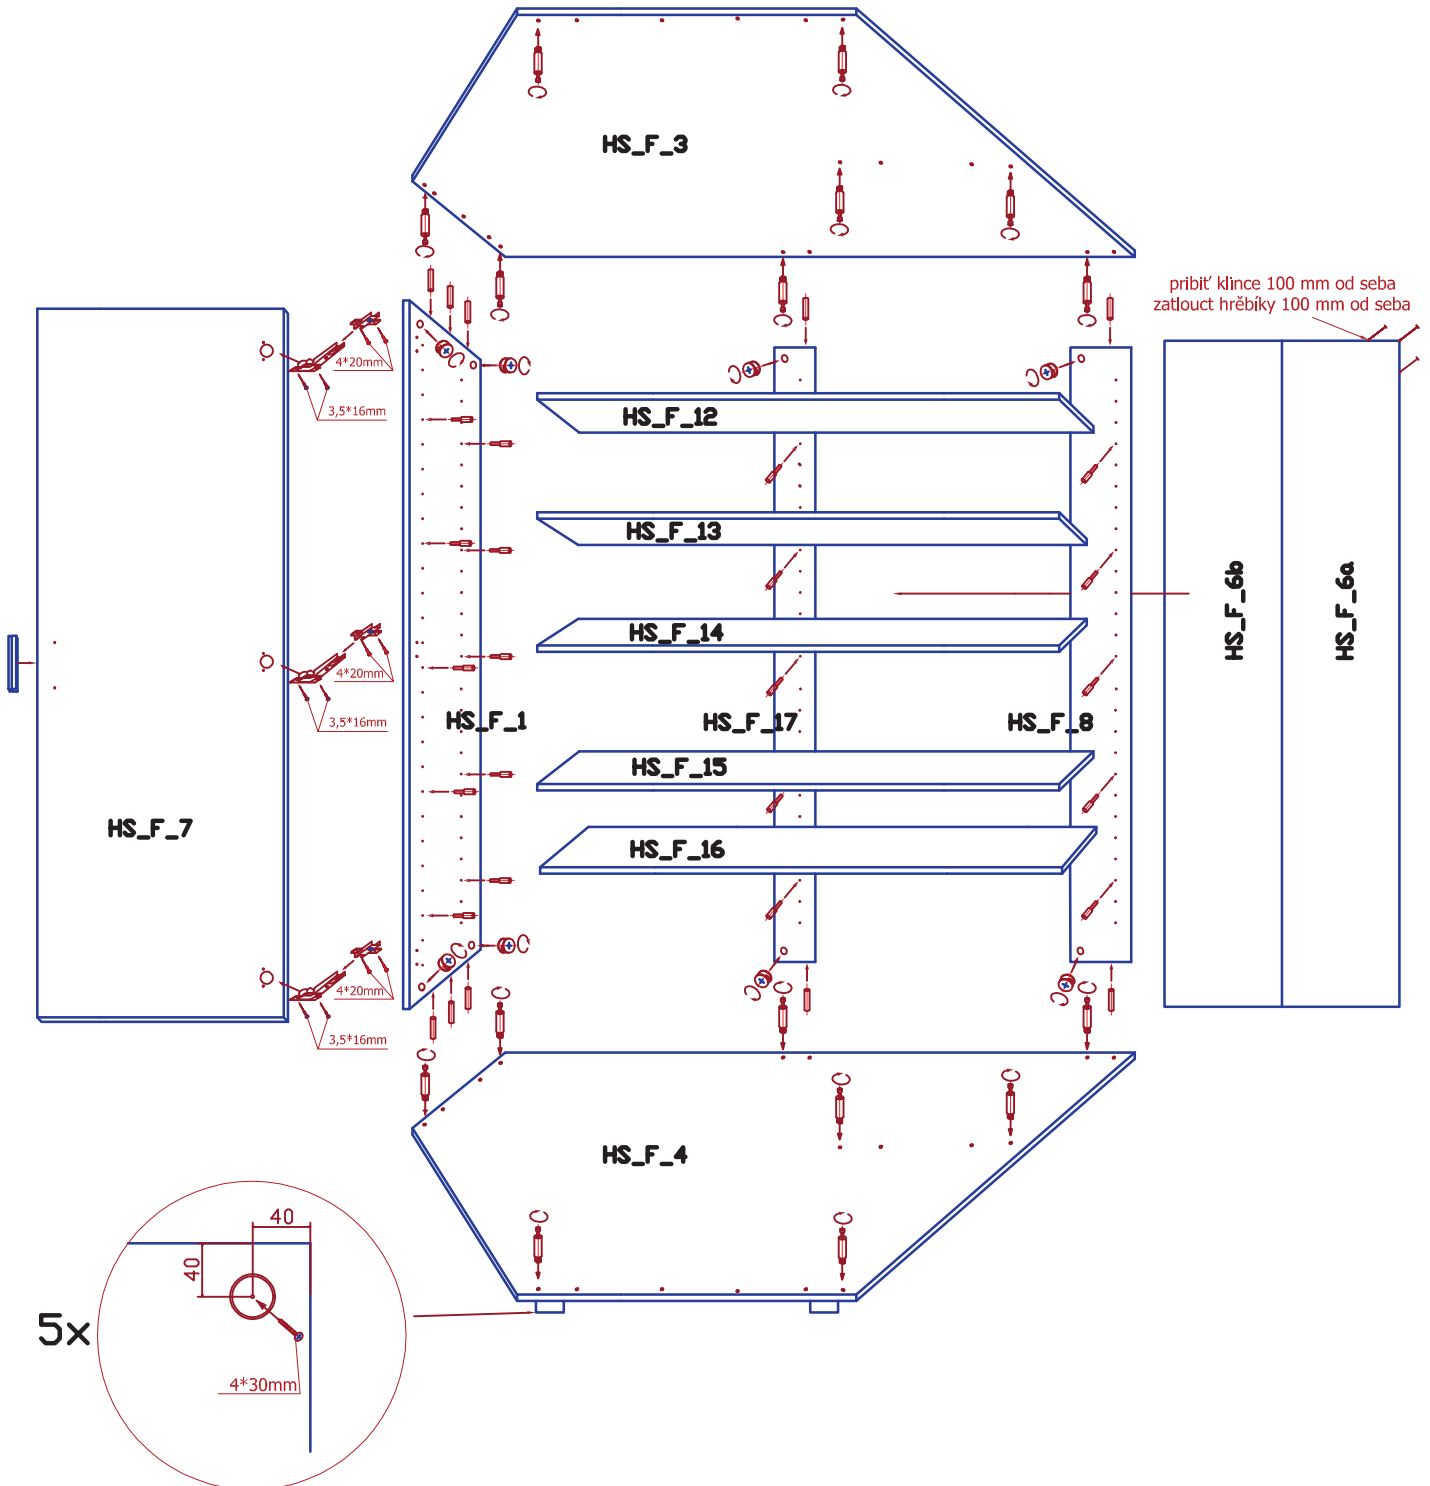 HS_F_3
pribiť klince 100 mm od seba
zatlouct hrěbíky 100 mm od seba
4*20mm
3,5*16mm
HS_F_12
HS_F_13
HS_F_6b
HS_F_6a
HS_F_14
4*20mm
3,5*16mm
HS_F_1
HS_F_17
HS_F_8
HS_F_15
HS_F_7
HS_F_16
4*20mm
3,5*16mm
HS_F_4
40
40
5x
4*30mm